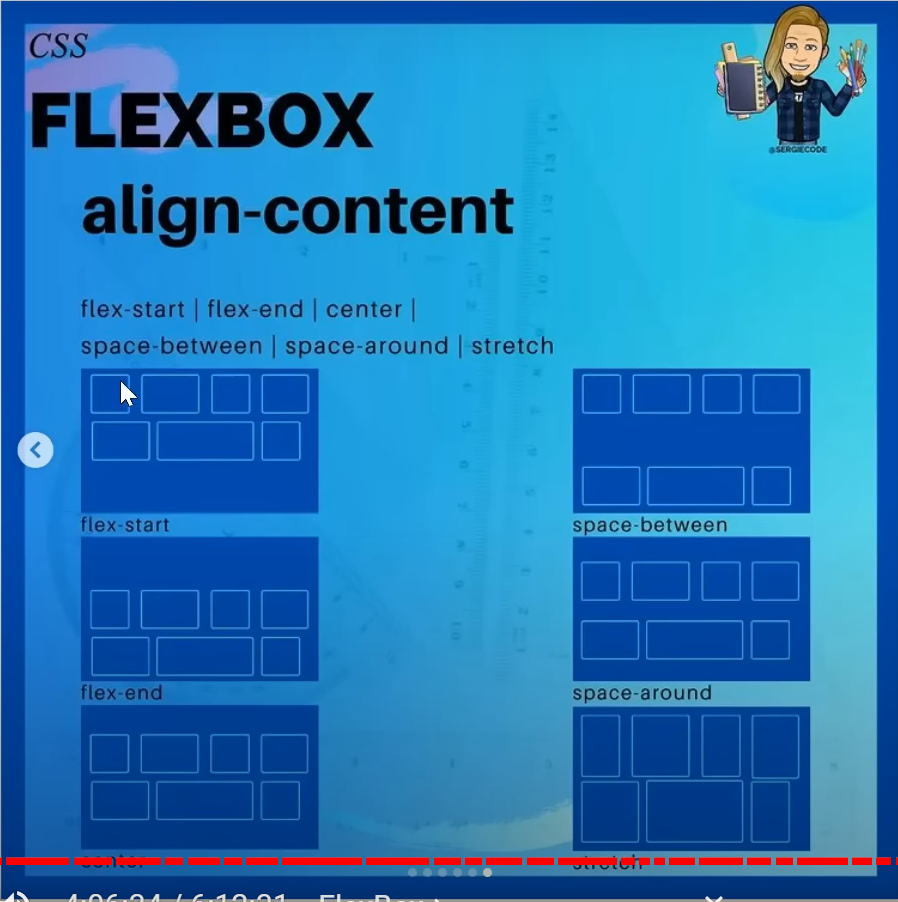 CSS
FLEXBOX
@SERGIECODE
align-content
flex-start | flex-end | center |
space-between | space-around | stretch
flex-start
space-between
flex-end
space-around
center
stretch
4:06:24 / 6:12:21
FlexBox